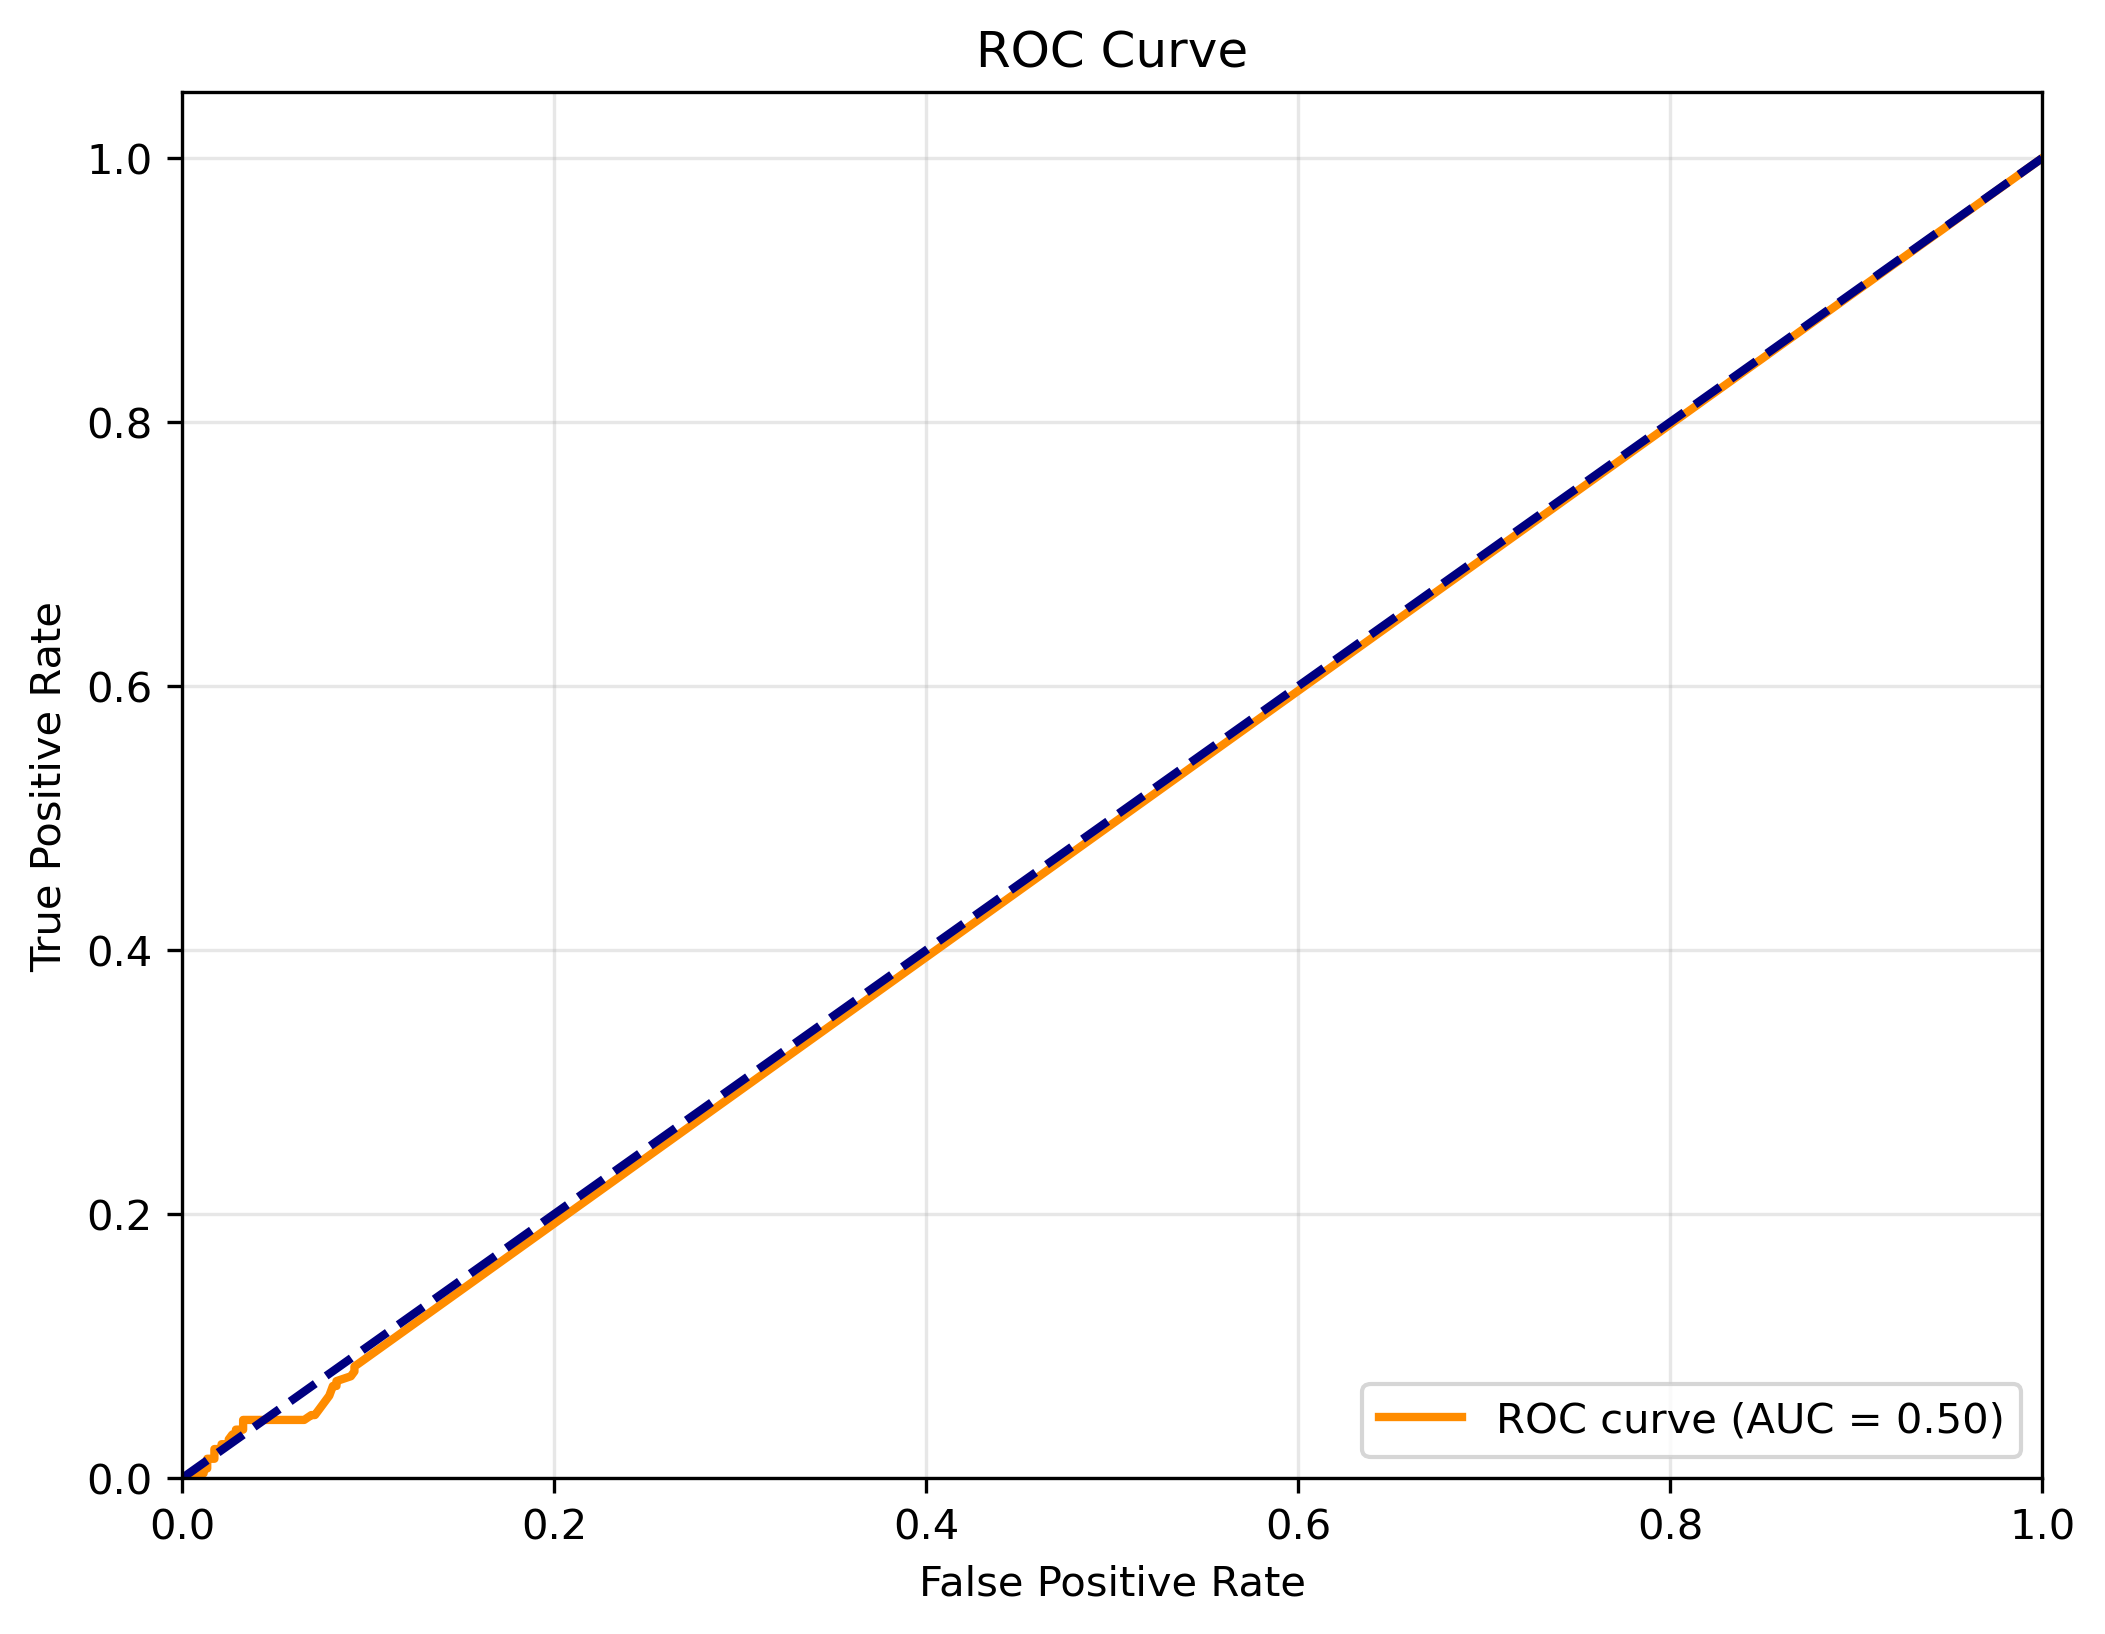 ROC Curve
True Positive Rate
1.0
0.8
0.6
0.4
0.2
0.0
0.0 0.2 0.4 0.6 0.8 1.0
False Positive Rate
ROC curve (AUC = 0.50)